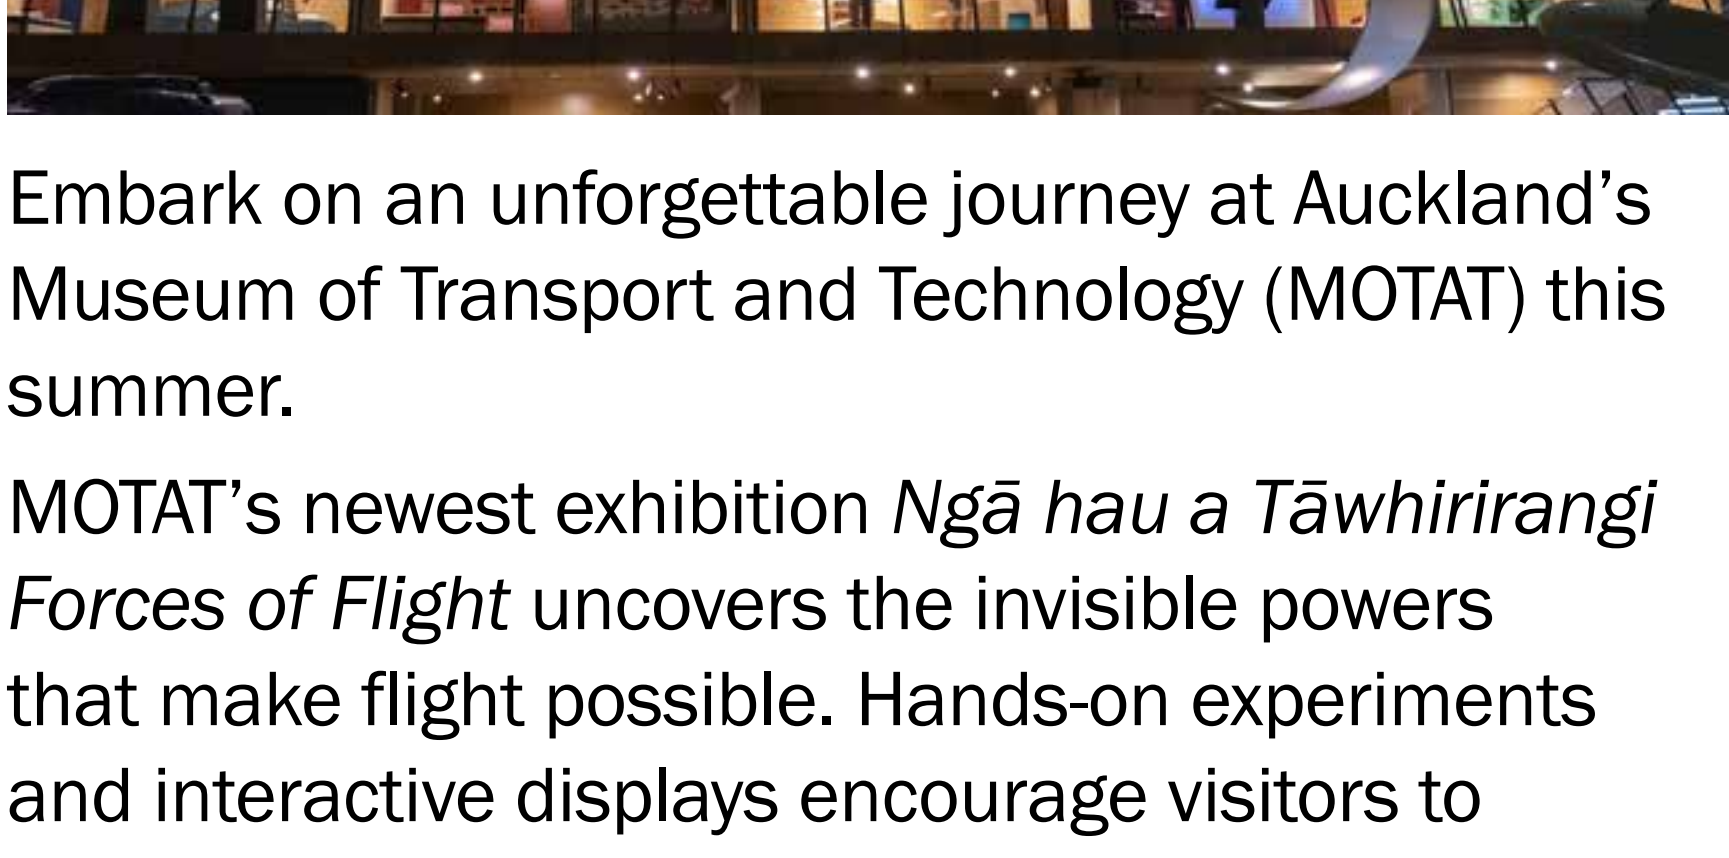 Embark on an unforgettable journey at Auckland’s
Museum of Transport and Technology (MOTAT) this
summer.
MOTAT’s newest exhibition Ngā hau a Tāwhirirangi
Forces of Flight uncovers the invisible powers
that make flight possible. Hands-on experiments
and interactive displays encourage visitors to